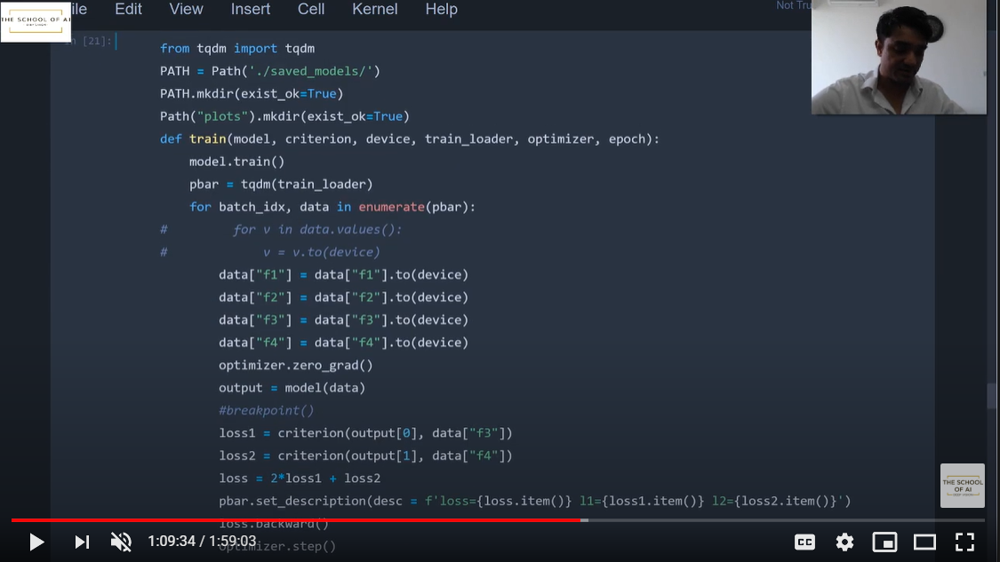 THE SCHOOL OF AI
File Edit View Insert Cell Kernel Help
Not Tru
In [21]:
from tqdm import tqdm
PATH = Path('./saved_models/')
PATH.mkdir(exist_ok=True)
Path("plots").mkdir(exist_ok=True)
def train(model, criterion, device, train_loader, optimizer, epoch):
    model.train()
    pbar = tqdm(train_loader)
    for batch_idx, data in enumerate(pbar):
#         for v in data.values():
#             v = v.to(device)
        data["f1"] = data["f1"].to(device)
        data["f2"] = data["f2"].to(device)
        data["f3"] = data["f3"].to(device)
        data["f4"] = data["f4"].to(device)
        optimizer.zero_grad()
        output = model(data)
        #breakpoint()
        loss1 = criterion(output[0], data["f3"])
        loss2 = criterion(output[1], data["f4"])
        loss = 2*loss1 + loss2
        pbar.set_description(desc = f'loss={loss.item()} l1={loss1.item()} l2={loss2.item()}')
        loss.backward()
        optimizer.step()
THE SCHOOL
OF AI
1:09:34 / 1:59:03
CC